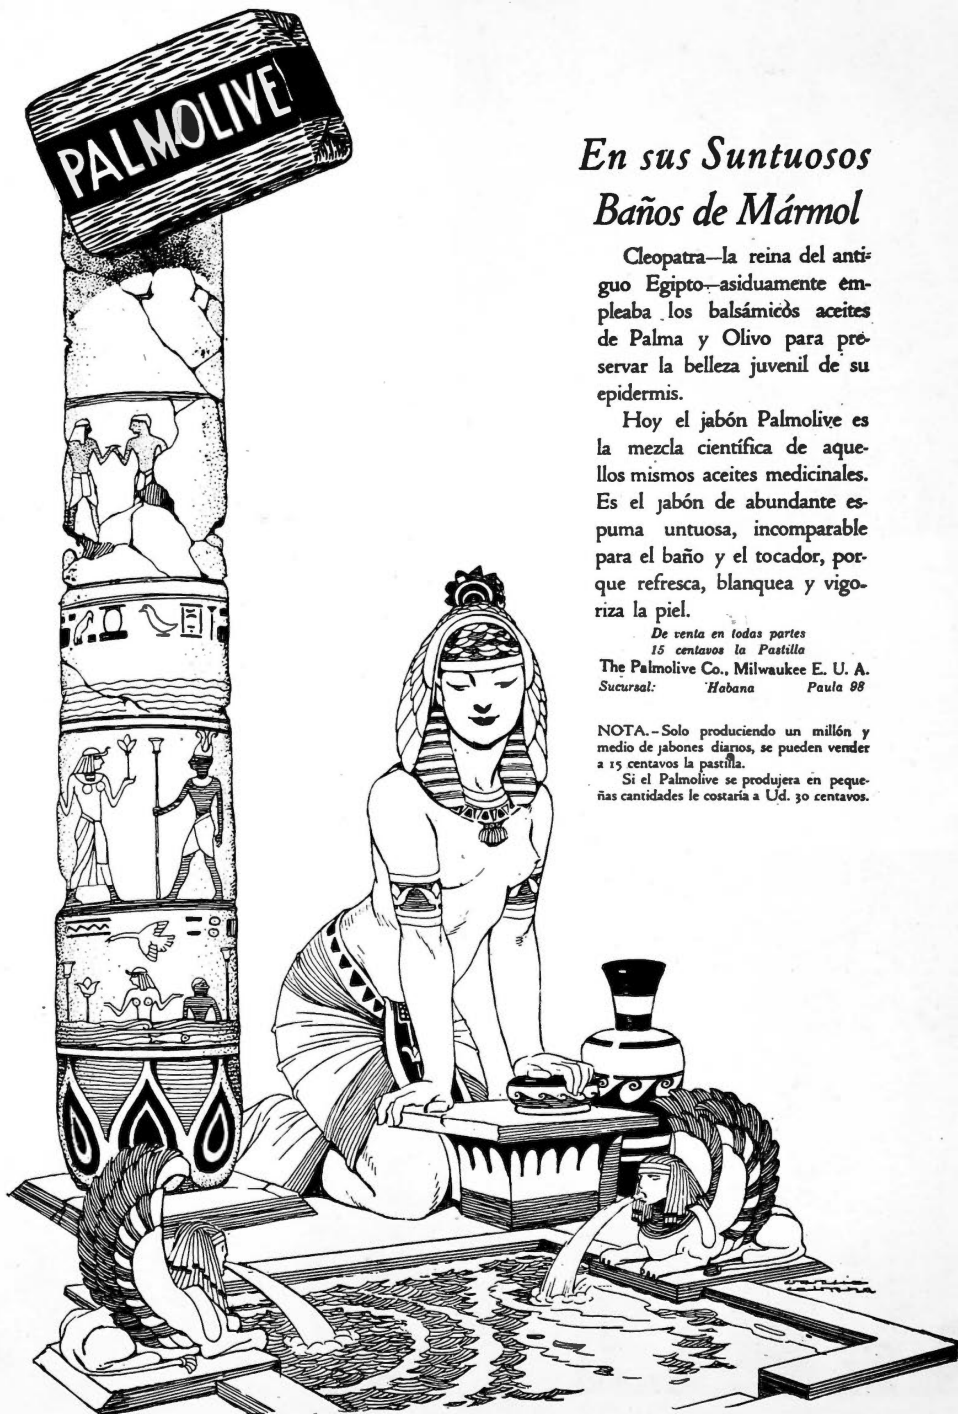 PALMOLIVE
En sus Suntuosos
Baños de Mármol
Cleopatra—la reina del anti-
guo Egipto—asiduamente em-
pleaba los balsámicos aceites
de Palma y Olivo para pre-
servar la belleza juvenil de su
epidermis.
Hoy el jabón Palmolive es
la mezcla científica de aque-
llos mismos aceites medicinales.
Es el jabón de abundante es-
puma untuosa, incomparable
para el baño y el tocador, por-
que refresca, blanquea y vigo-
riza la piel.
De venta en todas partes
15 centavos la Pastilla
The Palmolive Co., Milwaukee E. U. A.
Sucursal: Habana Paula 98
NOTA.-Solo produciendo un millón y
medio de jabones diarios, se pueden vender
a 15 centavos la pastilla.
Si el Palmolive se produjera en peque-
ñas cantidades le costaría a Ud. 30 centavos.